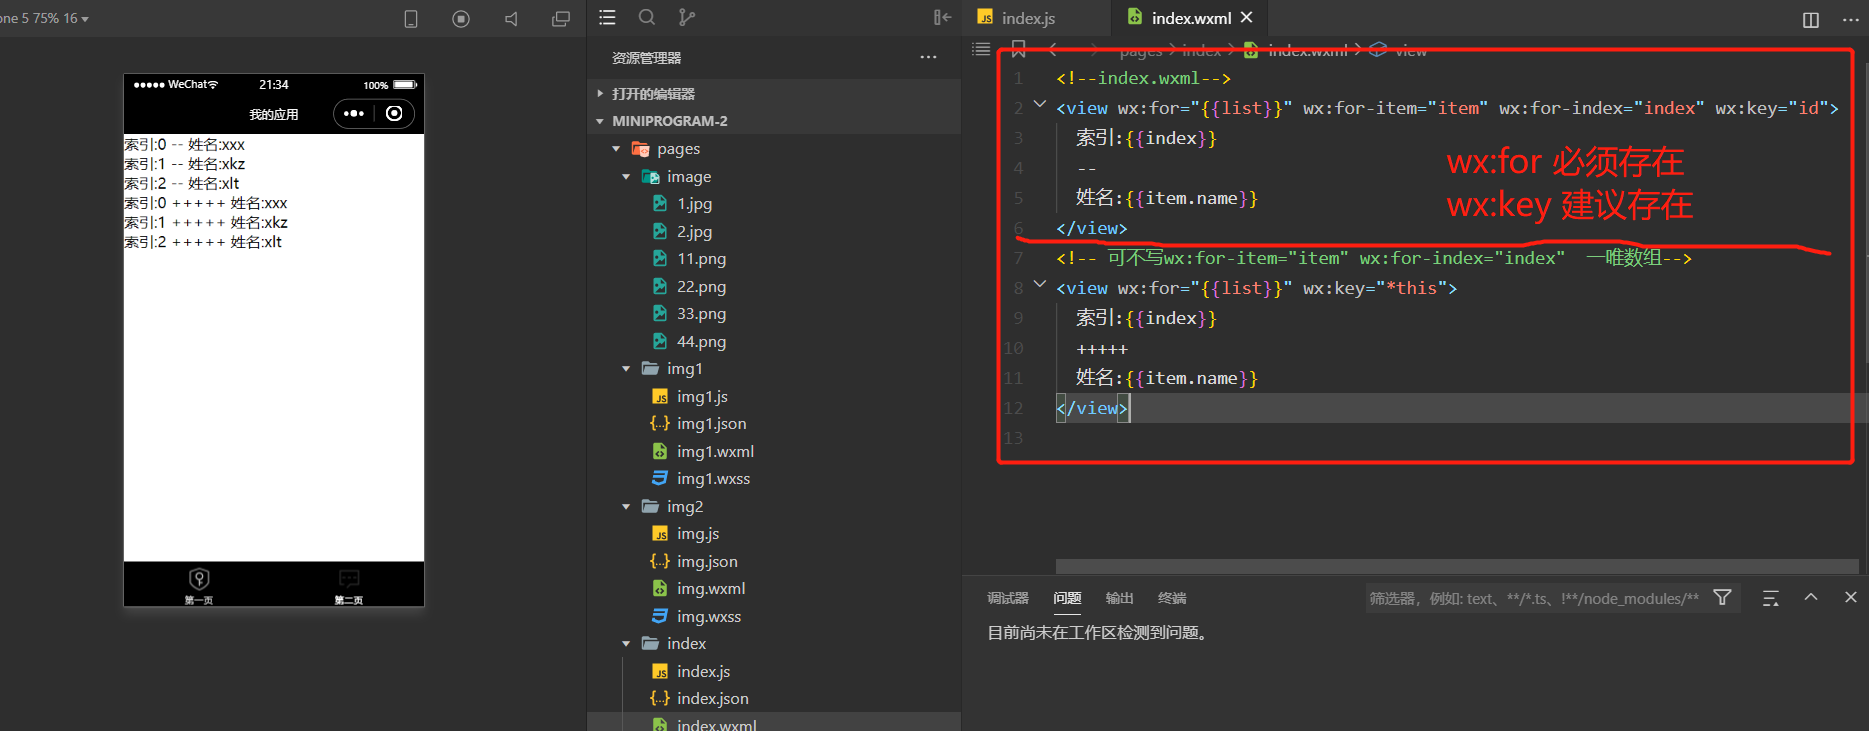 one 5 75% 16
WeChat
21:34
100%
我的应用
索引:0 -- 姓名:xxx
索引:1 -- 姓名:xkz
索引:2 -- 姓名:xlt
索引:0 +++++ 姓名:xxx
索引:1 +++++ 姓名:xkz
索引:2 +++++ 姓名:xlt
第一页
第二页
资源管理器
打开的编辑器
MINIPROGRAM-2
pages
image
1.jpg
2.jpg
11.png
22.png
33.png
44.png
img1
img1.js
img1.json
img1.wxml
img1.wxss
img2
img.js
img.json
img.wxml
img.wxss
index
index.js
index.json
index.wxml
index.js
index.wxml
pages > index > index.wxml > view
1 <!--index.wxml-->
2 <view wx:for="{{list}}" wx:for-item="item" wx:for-index="index" wx:key="id">
3 索引:{{index}}
4 --
5 姓名:{{item.name}}
6 </view>
7 <!-- 可不写wx:for-item="item" wx:for-index="index" 一唯数组-->
8 <view wx:for="{{list}}" wx:key="*this">
9 索引:{{index}}
10 +++++
11 姓名:{{item.name}}
12 </view>
13
wx:for 必须存在
wx:key 建议存在
调试器 问题 输出 终端
筛选器，例如: text、**/*.ts、!**/node_modules/**
目前尚未在工作区检测到问题。